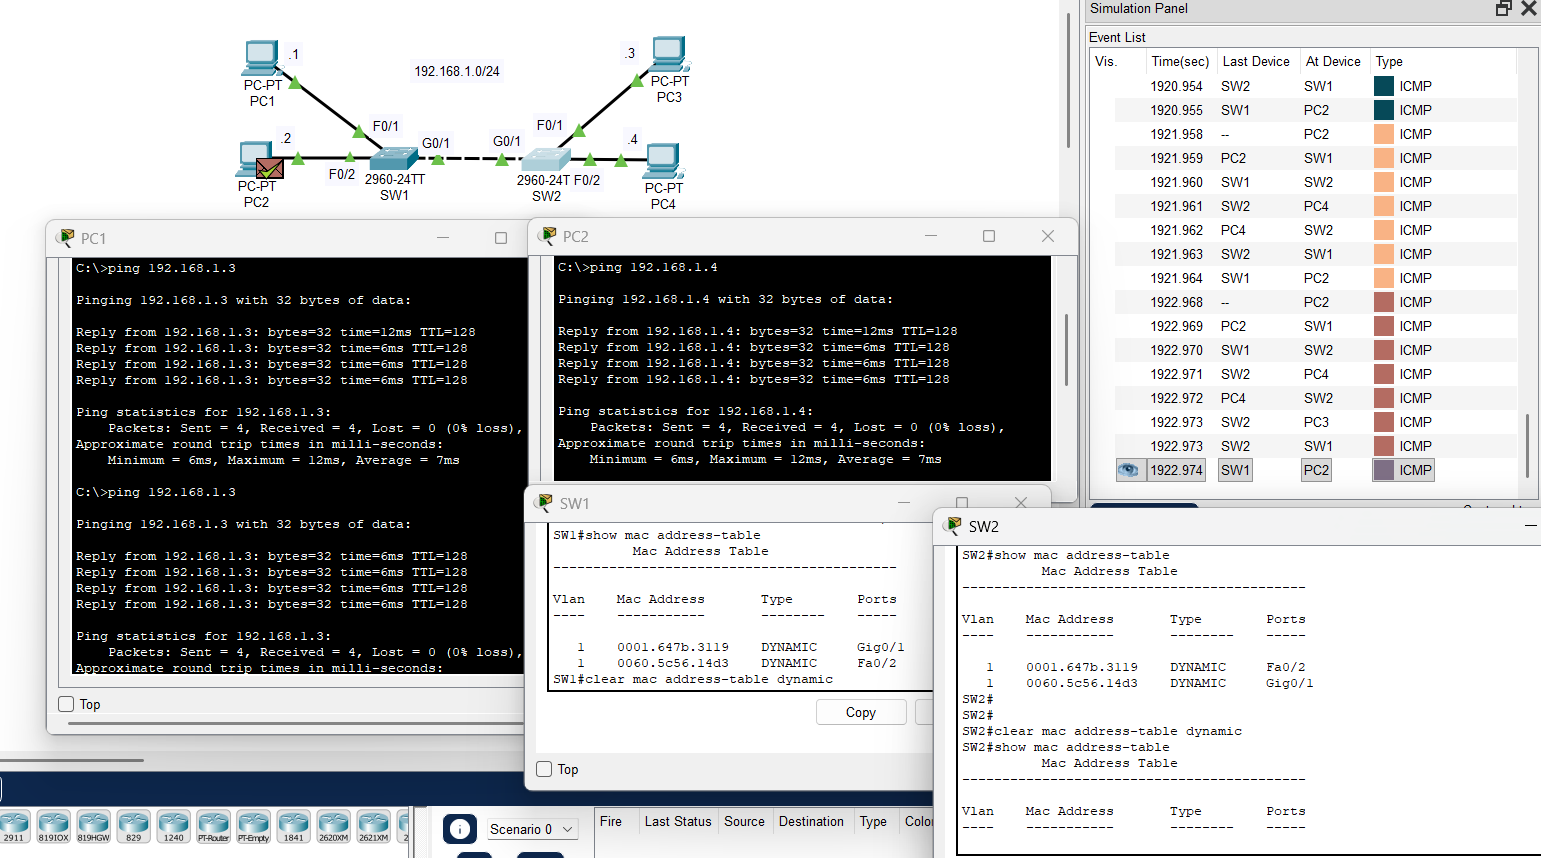 Simulation Panel
Event List
Vis. Time(sec) Last Device At Device Type
1920.954 SW2 SW1 ICMP
1920.955 SW1 PC2 ICMP
1921.958 -- PC2 ICMP
1921.959 PC2 SW1 ICMP
1921.960 SW1 SW2 ICMP
1921.961 SW2 PC4 ICMP
1921.962 PC4 SW2 ICMP
1921.963 SW2 SW1 ICMP
1921.964 SW1 PC2 ICMP
1922.968 -- PC2 ICMP
1922.969 PC2 SW1 ICMP
1922.970 SW1 SW2 ICMP
1922.971 SW2 PC4 ICMP
1922.972 PC4 SW2 ICMP
1922.973 SW2 PC3 ICMP
1922.973 SW2 SW1 ICMP
1922.974 SW1 PC2 ICMP
.1
PC-PT
PC1
192.168.1.0/24
.3
PC-PT
PC3
.2
PC-PT
PC2
F0/1
F0/2
G0/1
2960-24TT
SW1
G0/1
F0/1
2960-24T
F0/2
SW2
.4
PC-PT
PC4
PC1
C:\>ping 192.168.1.3
Pinging 192.168.1.3 with 32 bytes of data:
Reply from 192.168.1.3: bytes=32 time=12ms TTL=128
Reply from 192.168.1.3: bytes=32 time=6ms TTL=128
Reply from 192.168.1.3: bytes=32 time=6ms TTL=128
Reply from 192.168.1.3: bytes=32 time=6ms TTL=128
Ping statistics for 192.168.1.3:
Packets: Sent = 4, Received = 4, Lost = 0 (0% loss),
Approximate round trip times in milli-seconds:
Minimum = 6ms, Maximum = 12ms, Average = 7ms
C:\>ping 192.168.1.3
Pinging 192.168.1.3 with 32 bytes of data:
Reply from 192.168.1.3: bytes=32 time=6ms TTL=128
Reply from 192.168.1.3: bytes=32 time=6ms TTL=128
Reply from 192.168.1.3: bytes=32 time=6ms TTL=128
Reply from 192.168.1.3: bytes=32 time=6ms TTL=128
Ping statistics for 192.168.1.3:
Packets: Sent = 4, Received = 4, Lost = 0 (0% loss),
Approximate round trip times in milli-seconds:
Top
PC2
C:\>ping 192.168.1.4
Pinging 192.168.1.4 with 32 bytes of data:
Reply from 192.168.1.4: bytes=32 time=12ms TTL=128
Reply from 192.168.1.4: bytes=32 time=6ms TTL=128
Reply from 192.168.1.4: bytes=32 time=6ms TTL=128
Reply from 192.168.1.4: bytes=32 time=6ms TTL=128
Ping statistics for 192.168.1.4:
Packets: Sent = 4, Received = 4, Lost = 0 (0% loss),
Approximate round trip times in milli-seconds:
Minimum = 6ms, Maximum = 12ms, Average = 7ms
SW1
SW1#show mac address-table
Mac Address Table
-------------------------------------------
Vlan Mac Address Type Ports
---- ----------- -------- -----
1 0001.647b.3119 DYNAMIC Gig0/1
1 0060.5c56.14d3 DYNAMIC Fa0/2
SW1#clear mac address-table dynamic
Copy
Top
SW2
SW2#show mac address-table
Mac Address Table
-------------------------------------------
Vlan Mac Address Type Ports
---- ----------- -------- -----
1 0001.647b.3119 DYNAMIC Fa0/2
1 0060.5c56.14d3 DYNAMIC Gig0/1
SW2#
SW2#
SW2#clear mac address-table dynamic
SW2#show mac address-table
Mac Address Table
-------------------------------------------
Vlan Mac Address Type Ports
---- ----------- -------- -----
2911 819IOX 819HGW 829 1240 PT-Router PT-Empty 1841 2620XM 2621XM 2
Scenario 0
Fire Last Status Source Destination Type Color